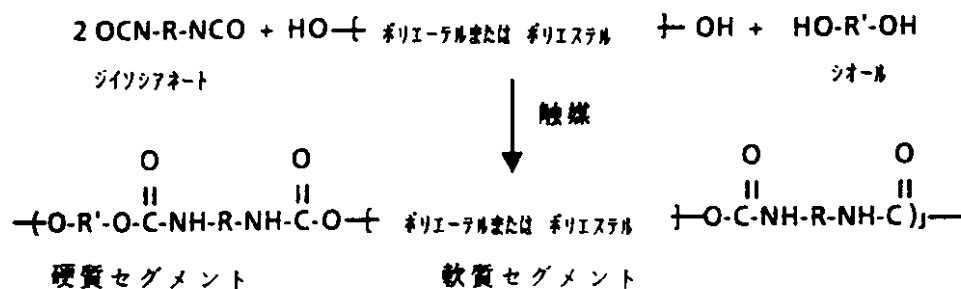 2 OCN-R-NCO + HO─( ポリエーテルまたは ポリエステル )─ OH + HO-R'-OH
ジイソシアネート ジオール
触媒
O O O O
─(O-R'-O-C-NH-R-NH-C-O─( ポリエーテルまたは ポリエステル )─O-C-NH-R-NH-C)J─
硬質セグメント 軟質セグメント